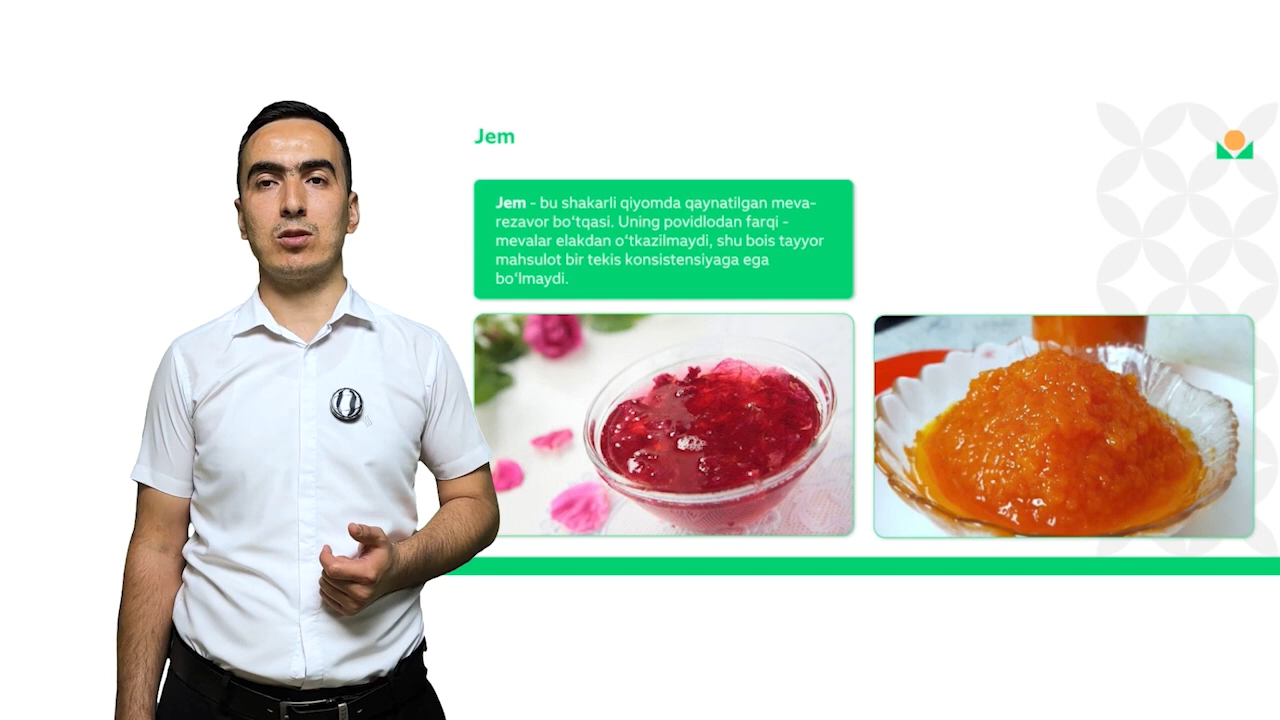 Jem
Jem - bu shakarli qiyomda qaynatilgan meva-
rezavor bo‘tqasi. Uning povidlodan farqi -
mevalar elakdan o‘tkazilmaydi, shu bois tayyor
mahsulot bir tekis konsistensiyaga ega
bo‘lmaydi.